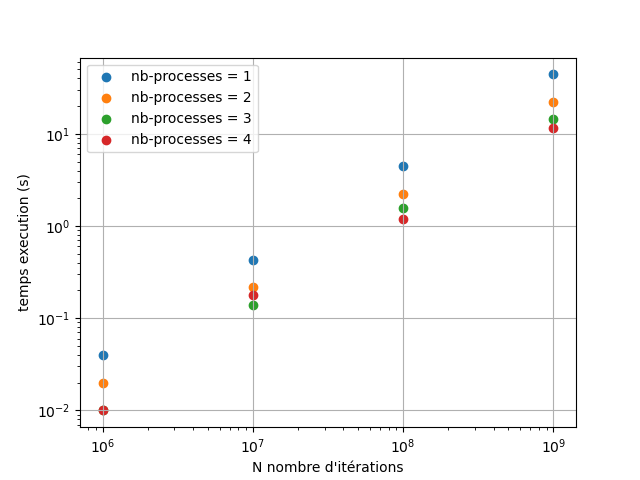 nb-processes = 1
nb-processes = 2
nb-processes = 3
nb-processes = 4
temps execution (s)
10¹
10⁰
10⁻¹
10⁻²
10⁶ 10⁷ 10⁸ 10⁹
N nombre d'itérations